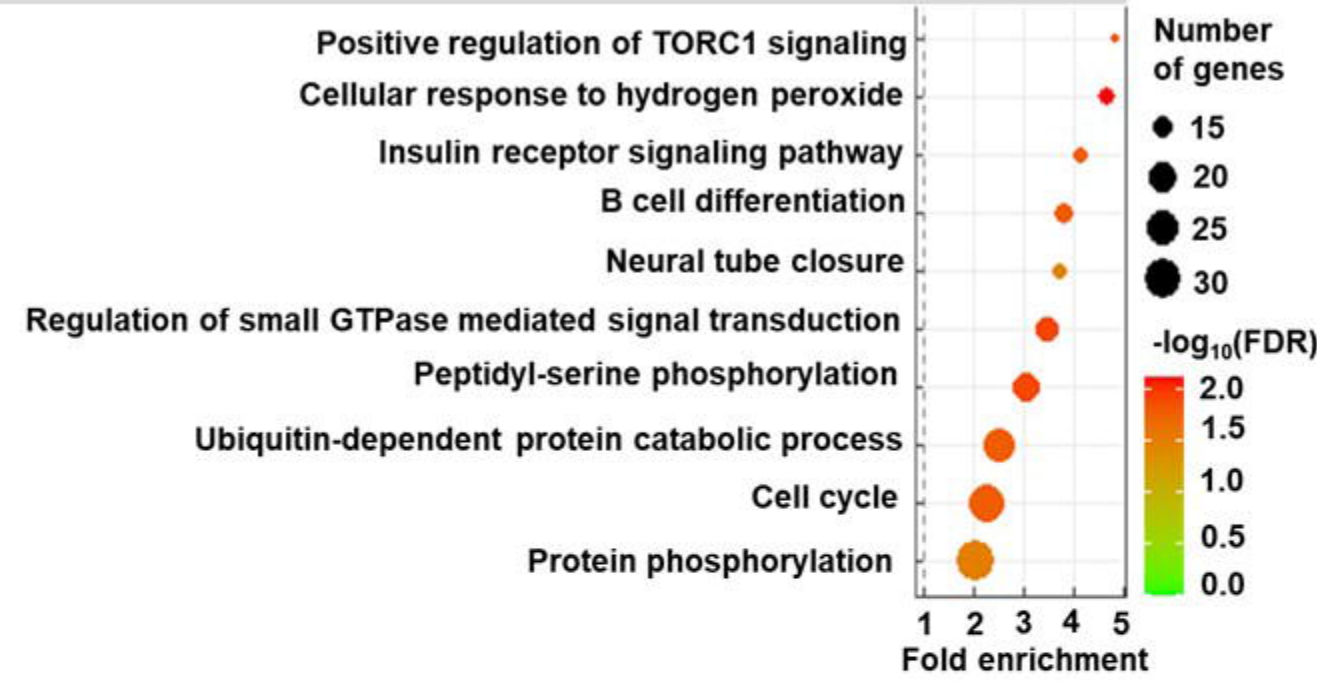 Positive regulation of TORC1 signaling
Cellular response to hydrogen peroxide
Insulin receptor signaling pathway
B cell differentiation
Neural tube closure
Regulation of small GTPase mediated signal transduction
Peptidyl-serine phosphorylation
Ubiquitin-dependent protein catabolic process
Cell cycle
Protein phosphorylation
1 2 3 4 5
Fold enrichment
Number
of genes
15
20
25
30
-log₁₀(FDR)
2.0
1.5
1.0
0.5
0.0